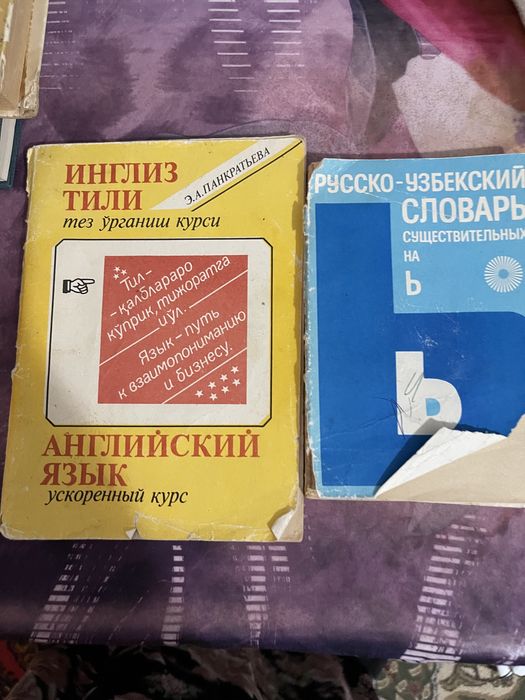 ИНГЛИЗ
ТИЛИ
Э.А.ПАНКРАТЬЕВА
тез ўрганиш курси
Тил –
– қалблараро
кўприк, тижоратга
йўл.
Язык – путь
к взаимопониманию
и бизнесу.
АНГЛИЙСКИЙ
ЯЗЫК
ускоренный курс
РУССКО-УЗБЕКСКИЙ
СЛОВАРЬ
СУЩЕСТВИТЕЛЬНЫХ
НА
Ь
Ь